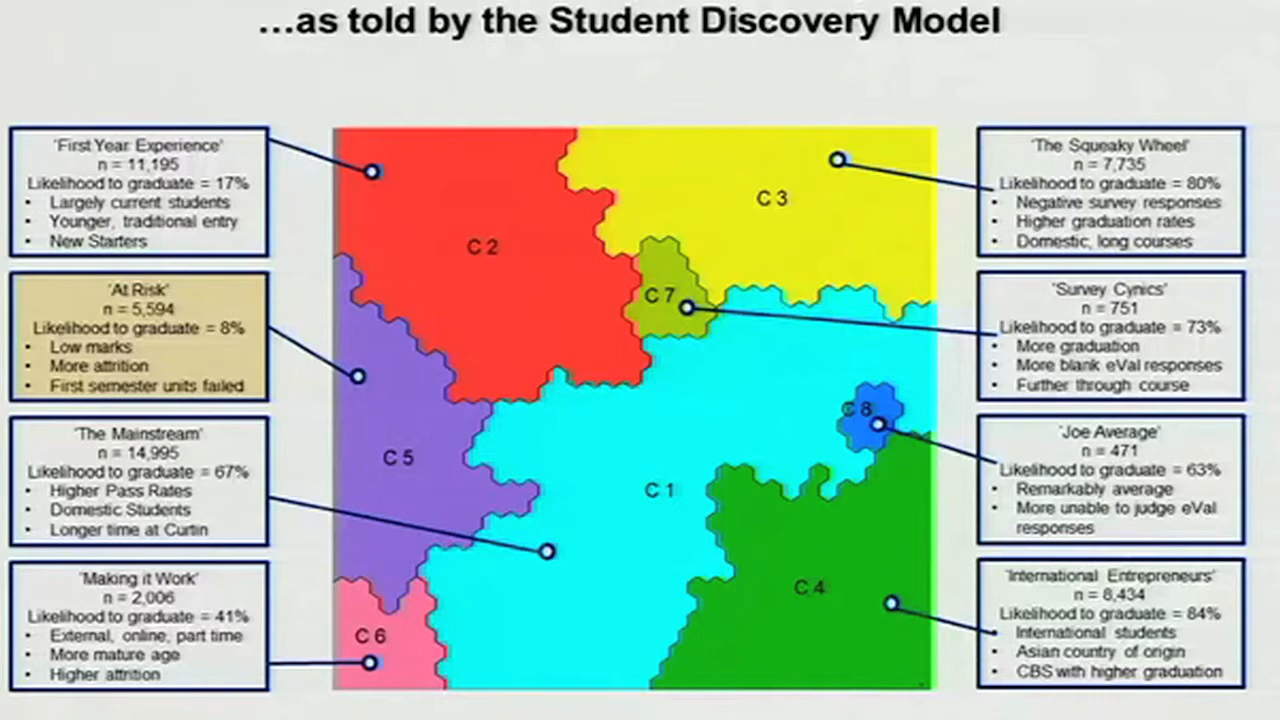 ...as told by the Student Discovery Model
'First Year Experience'
n = 11,195
Likelihood to graduate = 17%
• Largely current students
• Younger, traditional entry
• New Starters
'At Risk'
n = 5,594
Likelihood to graduate = 8%
• Low marks
• More attrition
• First semester units failed
'The Mainstream'
n = 14,995
Likelihood to graduate = 67%
• Higher Pass Rates
• Domestic Students
• Longer time at Curtin
'Making it Work'
n = 2,006
Likelihood to graduate = 41%
• External, online, part time
• More mature age
• Higher attrition
C 2
C 3
C 7
C 8
C 5
C 1
C 4
C 6
'The Squeaky Wheel'
n = 7,735
Likelihood to graduate = 80%
• Negative survey responses
• Higher graduation rates
• Domestic, long courses
'Survey Cynics'
n = 751
Likelihood to graduate = 73%
• More graduation
• More blank eVal responses
• Further through course
'Joe Average'
n = 471
Likelihood to graduate = 63%
• Remarkably average
• More unable to judge eVal
responses
'International Entrepreneurs'
n = 8,434
Likelihood to graduate = 84%
• International students
• Asian country of origin
• CBS with higher graduation